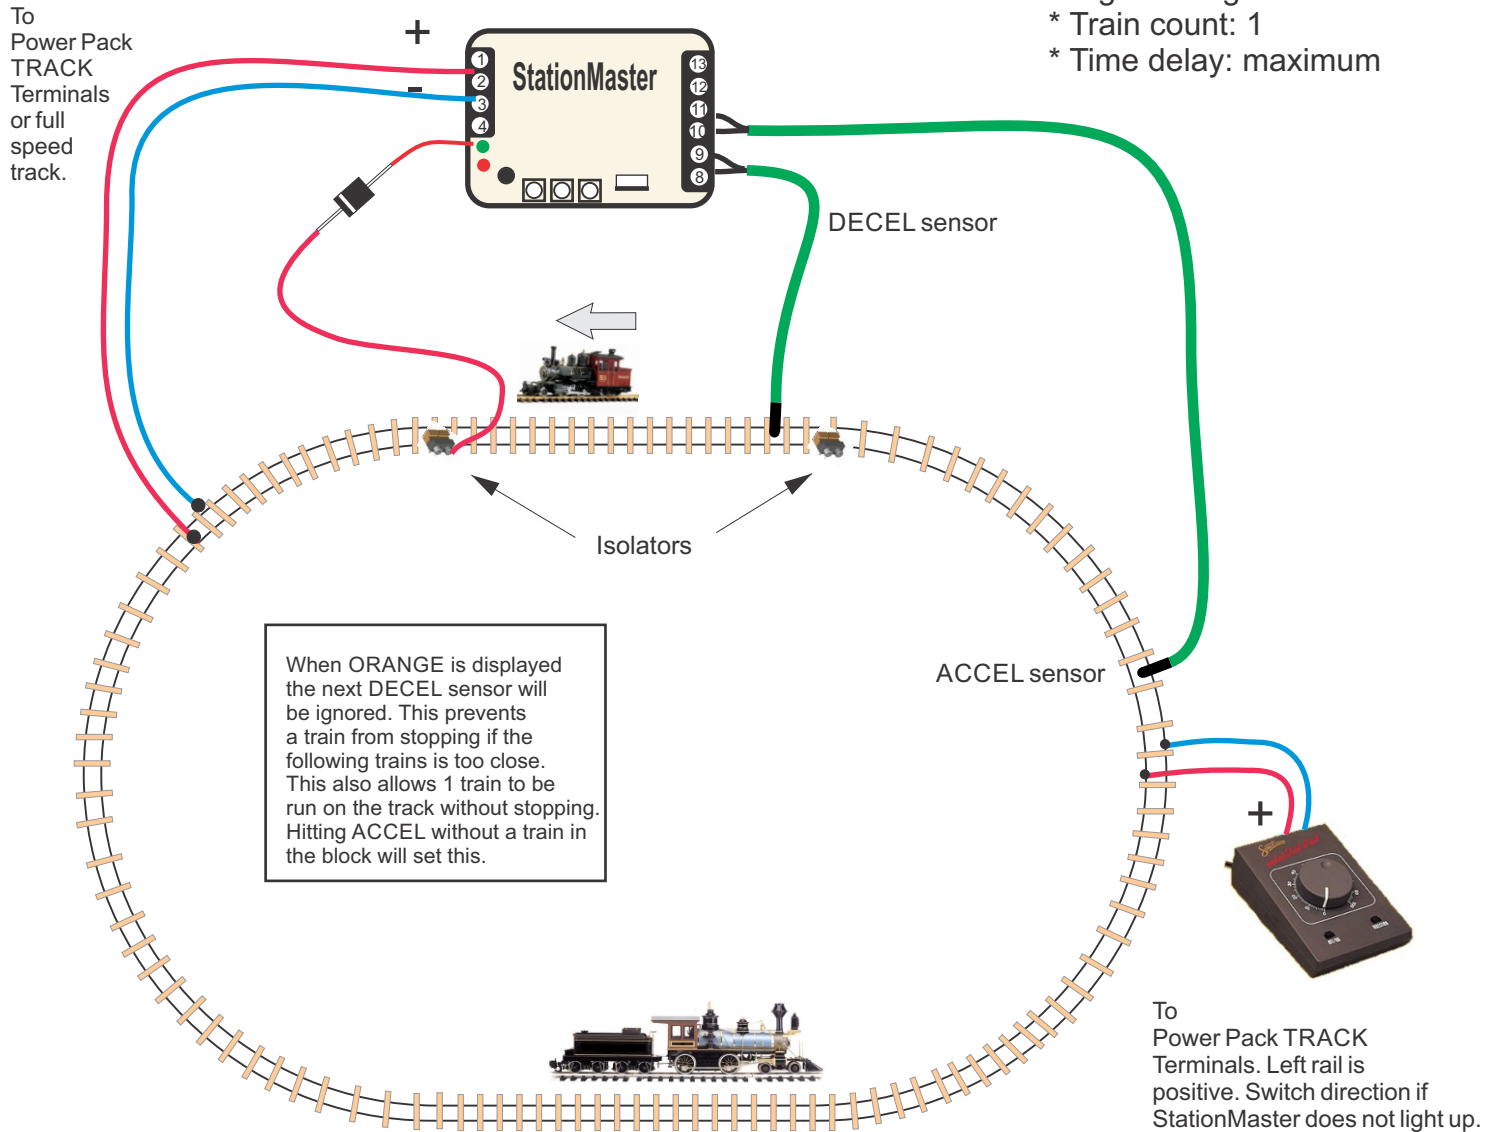 To
Power Pack
TRACK
Terminals
or full
speed
track.
+
-
1
2
3
4
StationMaster
13
12
11
10
9
8
* Train count: 1
* Time delay: maximum
DECEL sensor
Isolators
ACCEL sensor
When ORANGE is displayed
the next DECEL sensor will
be ignored. This prevents
a train from stopping if the
following trains is too close.
This also allows 1 train to be
run on the track without stopping.
Hitting ACCEL without a train in
the block will set this.
+
To
Power Pack TRACK
Terminals. Left rail is
positive. Switch direction if
StationMaster does not light up.